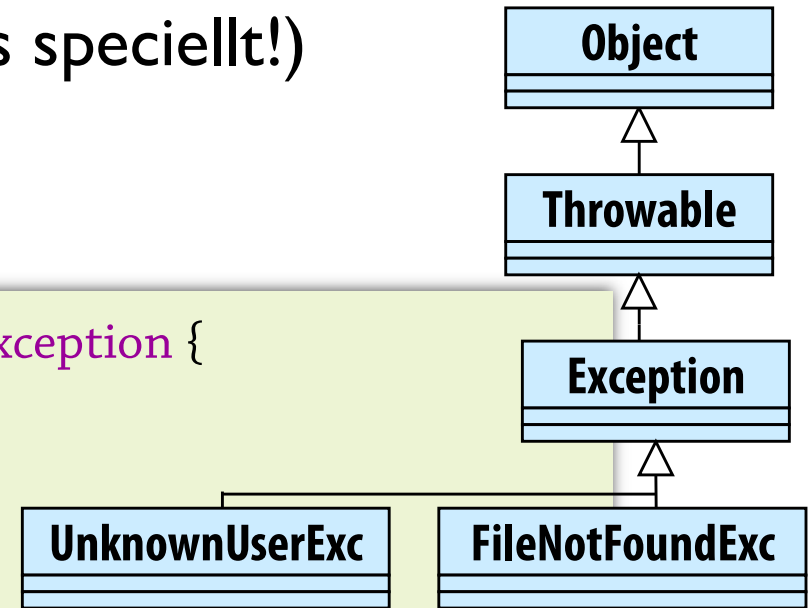 s speciellt!)
Object
Throwable
xception {
Exception
UnknownUserExc
FileNotFoundExc